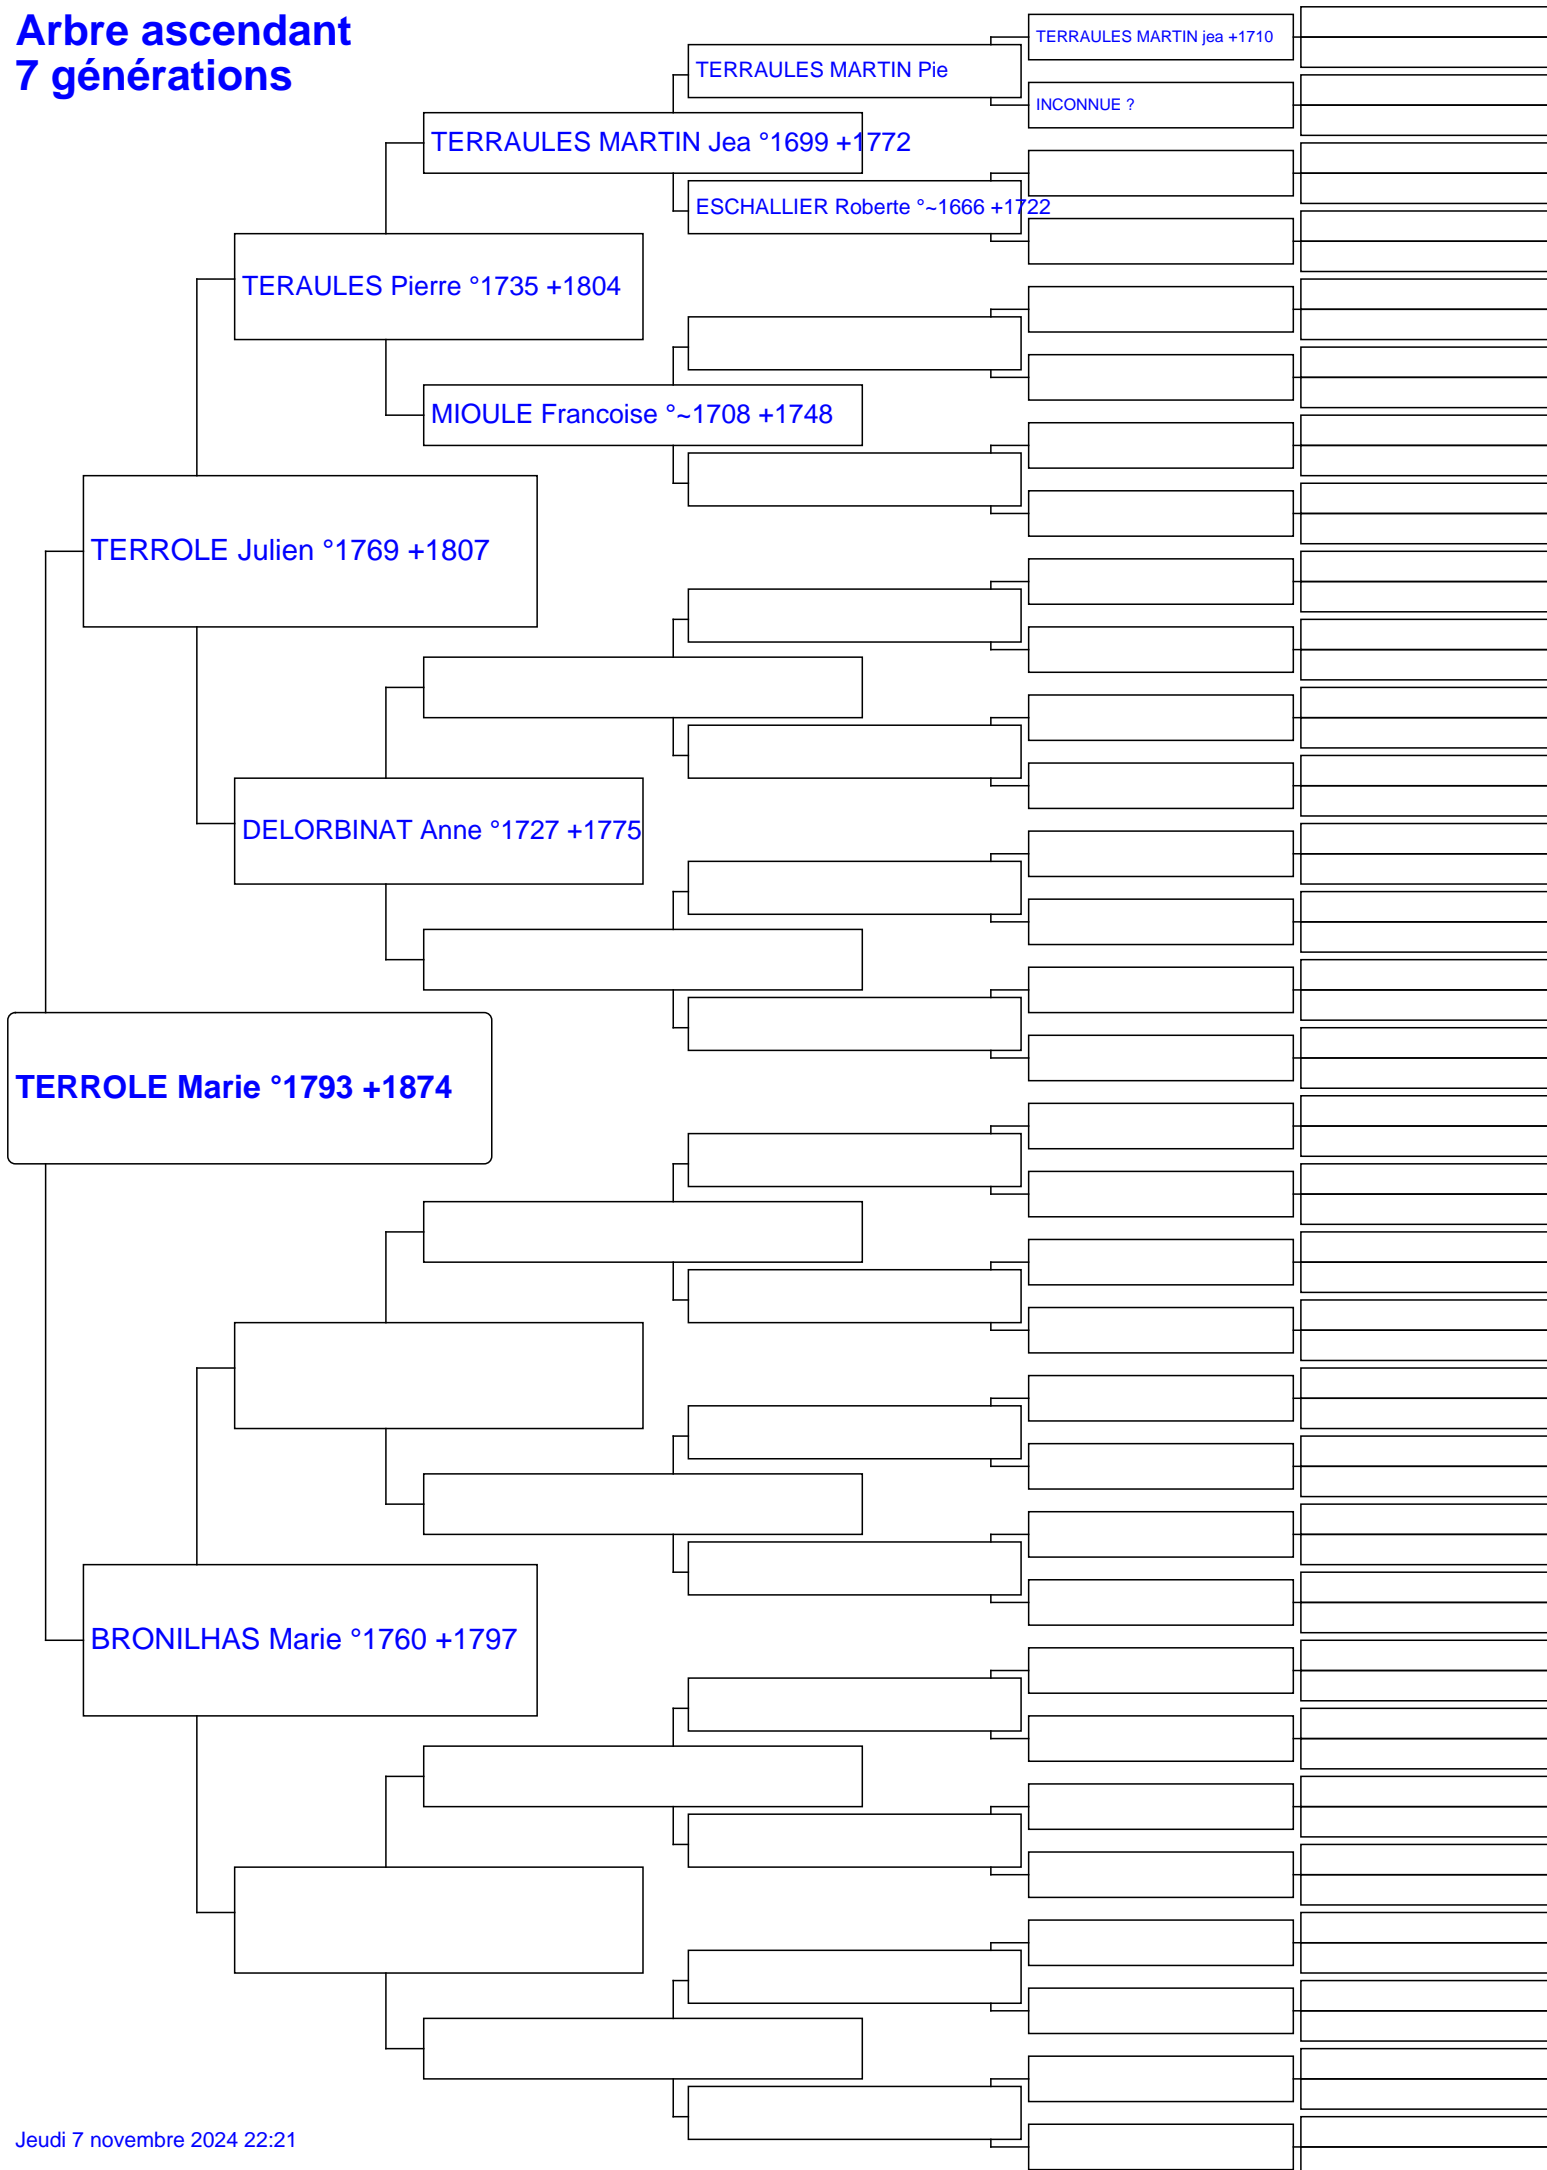 Arbre ascendant
7 générations
TERRAULES MARTIN jea +1710
TERRAULES MARTIN Pie
INCONNUE ?
TERRAULES MARTIN Jea °1699 +1772
ESCHALLIER Roberte °~1666 +1722
TERAULES Pierre °1735 +1804
MIOULE Francoise °~1708 +1748
TERROLE Julien °1769 +1807
DELORBINAT Anne °1727 +1775
TERROLE Marie °1793 +1874
BRONILHAS Marie °1760 +1797
Jeudi 7 novembre 2024 22:21